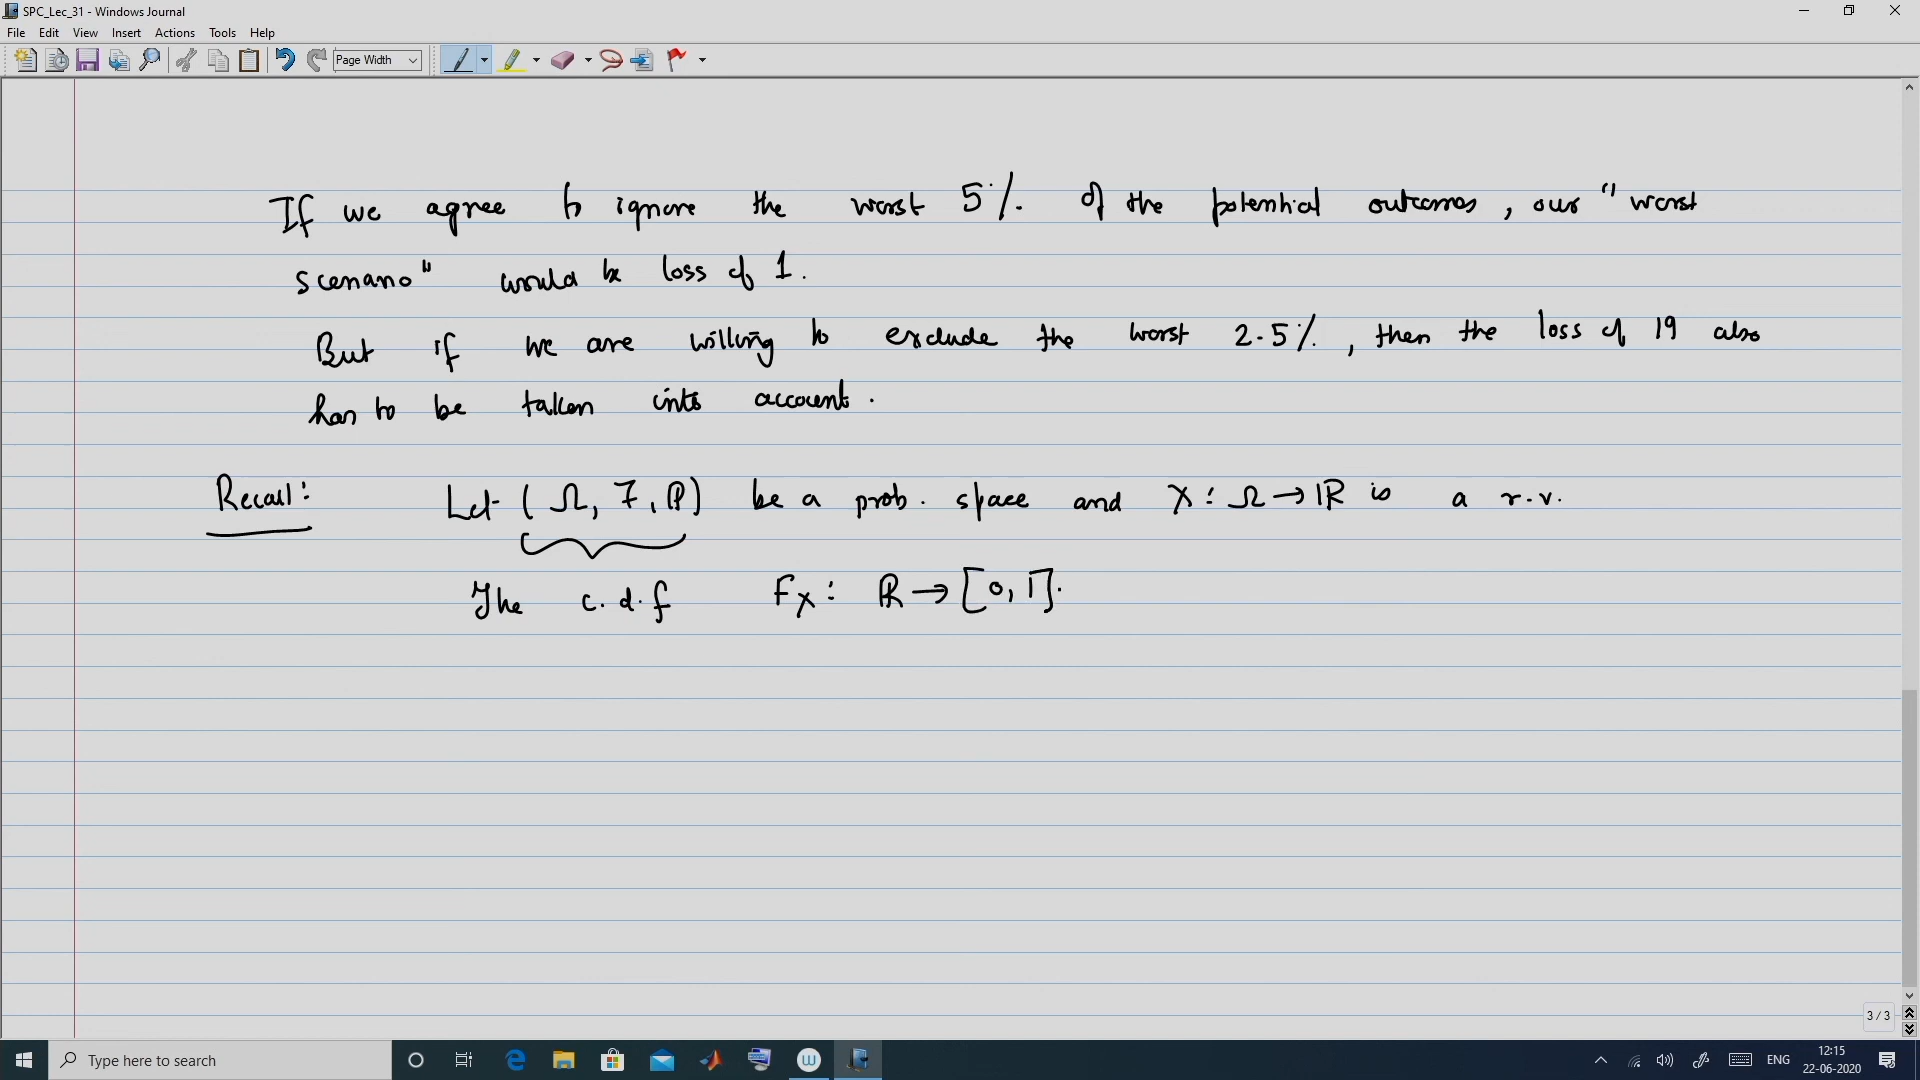 SPC_Lec_31 - Windows Journal
File Edit View Insert Actions Tools Help
Page Width
If we agree to ignore the worst 5% of the potential outcomes, our "worst
scenario" would be loss of 1.
But if we are willing to exclude the worst 2.5%, then the loss of 19 also
has to be taken into account.
Recall: Let (Ω, F, P) be a prob. space and X : Ω → IR is a r.v.
The c.d.f F_X : R → [0, 1].
3 / 3
Type here to search
ENG
12:15
22-06-2020